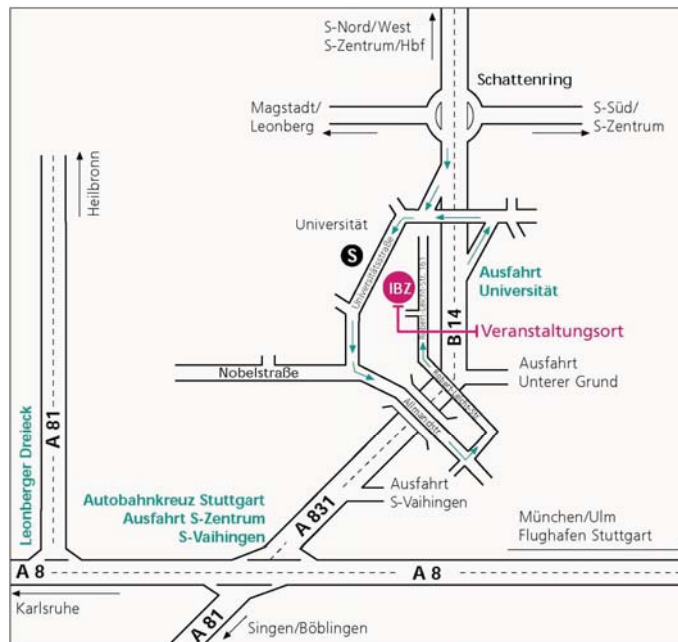 S-Nord/West
S-Zentrum/Hbf
Schattenring
Magstadt/
Leonberg
S-Süd/
S-Zentrum
Heilbronn
Universität
S
Universitätsstraße
IBZ
Ausfahrt
Universität
B 14
Veranstaltungsort
Nobelstraße
Ausfahrt
Unterer Grund
Allmandstr.
Leonberger Dreieck
A 81
Autobahnkreuz Stuttgart
Ausfahrt S-Zentrum
S-Vaihingen
A 831
Ausfahrt
S-Vaihingen
München/Ulm
Flughafen Stuttgart
A 8
A 8
Karlsruhe
A 81
Singen/Böblingen